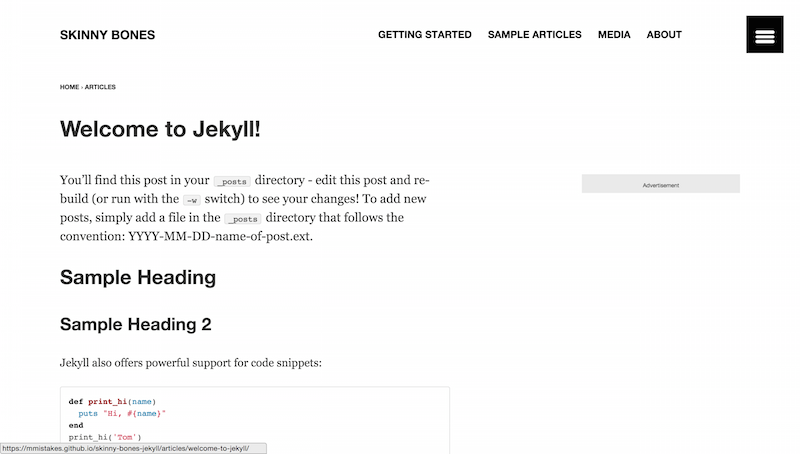 SKINNY BONES
GETTING STARTED SAMPLE ARTICLES MEDIA ABOUT
HOME › ARTICLES
Welcome to Jekyll!
You’ll find this post in your _posts directory - edit this post and re-
build (or run with the -w switch) to see your changes! To add new
posts, simply add a file in the _posts directory that follows the
convention: YYYY-MM-DD-name-of-post.ext.
Advertisement
Sample Heading
Sample Heading 2
Jekyll also offers powerful support for code snippets:
def print_hi(name)
  puts "Hi, #{name}"
end
print_hi('Tom')
https://mmistakes.github.io/skinny-bones-jekyll/articles/welcome-to-jekyll/